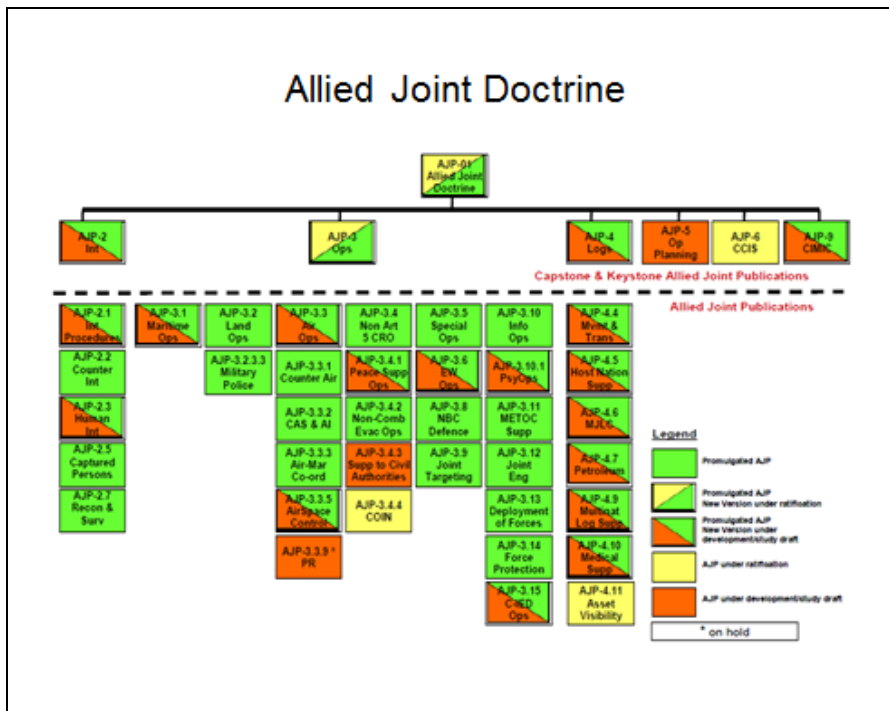 Allied Joint Doctrine
AJP-01
Allied Joint
Doctrine
AJP-2
Int
AJP-3
Ops
AJP-4
Logs
AJP-5
Op
Planning
AJP-6
CCIS
AJP-9
CIMIC
Capstone & Keystone Allied Joint Publications
Allied Joint Publications
AJP-2.1
Int
Procedures
AJP-2.2
Counter
Int
AJP-2.3
Human
Int
AJP-2.5
Captured
Persons
AJP-2.7
Recon &
Surv
AJP-3.1
Maritime
Ops
AJP-3.2
Land
Ops
AJP-3.2.3.3
Military
Police
AJP-3.3
Air
Ops
AJP-3.3.1
Counter Air
AJP-3.3.2
CAS & AI
AJP-3.3.3
Air-Mar
Co-ord
AJP-3.3.5
AirSpace
Control
AJP-3.3.9 *
PR
AJP-3.4
Non Art
5 CRO
AJP-3.4.1
Peace Supp
Ops
AJP-3.4.2
Non-Comb
Evac Ops
AJP-3.4.3
Supp to Civil
Authorities
AJP-3.4.4
COIN
AJP-3.5
Special
Ops
AJP-3.6
EW
Ops
AJP-3.8
NBC
Defence
AJP-3.9
Joint
Targeting
AJP-3.10
Info
Ops
AJP-3.10.1
PsyOps
AJP-3.11
METOC
Supp
AJP-3.12
Joint
Eng
AJP-3.13
Deployment
of Forces
AJP-3.14
Force
Protection
AJP-3.15
C-IED
Ops
AJP-4.4
Mvmt &
Trans
AJP-4.5
Host Nation
Supp
AJP-4.6
MJLC
AJP-4.7
Petroleum
AJP-4.9
Multinat
Log Supp
AJP-4.10
Medical
Supp
AJP-4.11
Asset
Visibility
Legend
Promulgated AJP
Promulgated AJP
New Version under ratification
Promulgated AJP
New Version under
development/study draft
AJP under ratification
AJP under development/study draft
* on hold